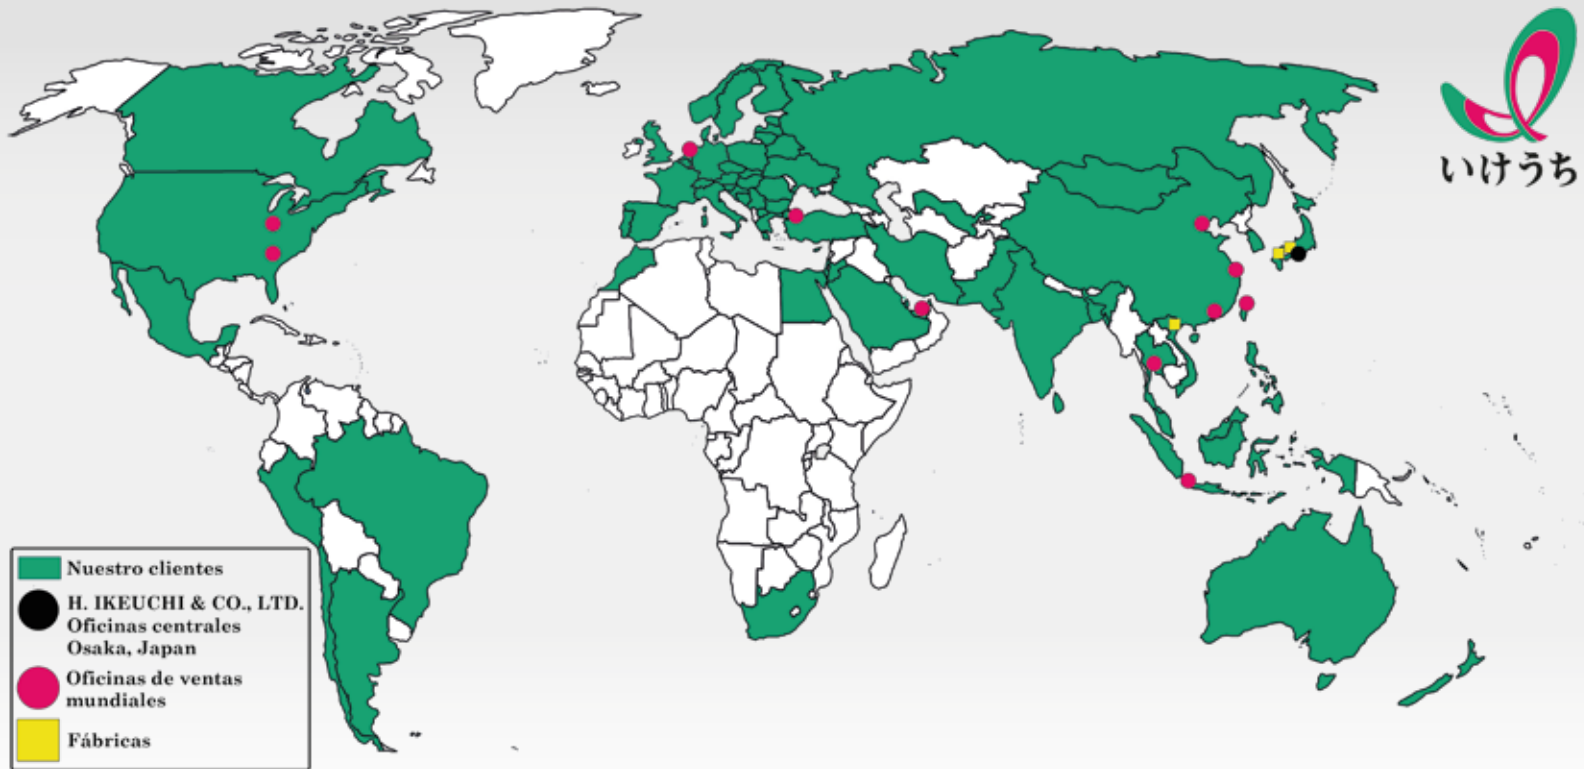 いけうち
Nuestro clientes
H. IKEUCHI & CO., LTD.
Oficinas centrales
Osaka, Japan
Oficinas de ventas
mundiales
Fábricas